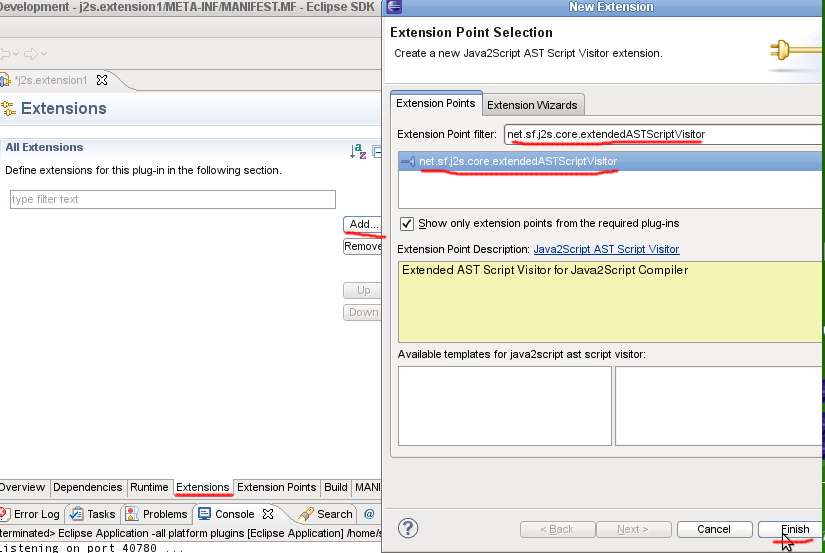 Development - j2s.extension1/META-INF/MANIFEST.MF - Eclipse SDK
*j2s.extension1
Extensions
All Extensions
Define extensions for this plug-in in the following section.
type filter text
Add...
Remove
Up
Down
Overview Dependencies Runtime Extensions Extension Points Build MANI
Error Log Tasks Problems Console Search @
terminated> Eclipse Application -all platform plugins [Eclipse Application] /home/s
Listening on port 40780 ...
New Extension
Extension Point Selection
Create a new Java2Script AST Script Visitor extension.
Extension Points Extension Wizards
Extension Point filter: net.sf.j2s.core.extendedASTScriptVisitor
net.sf.j2s.core.extendedASTScriptVisitor
Show only extension points from the required plug-ins
Extension Point Description: Java2Script AST Script Visitor
Extended AST Script Visitor for Java2Script Compiler
Available templates for java2script ast script visitor:
? < Back Next > Cancel Finish